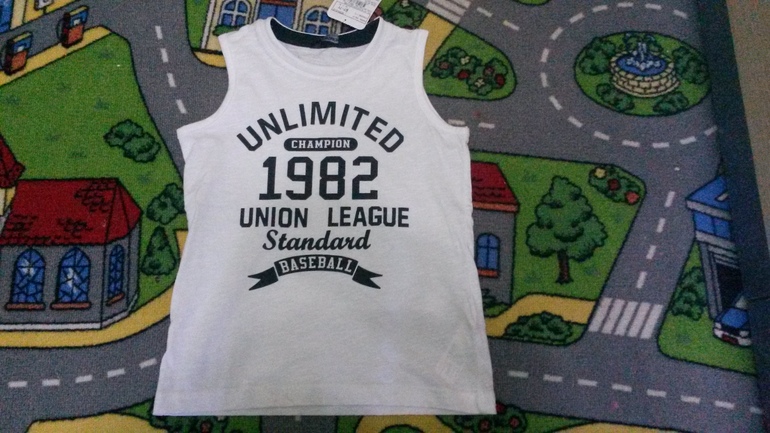 UNLIMITED
CHAMPION
1982
UNION LEAGUE
Standard
BASEBALL